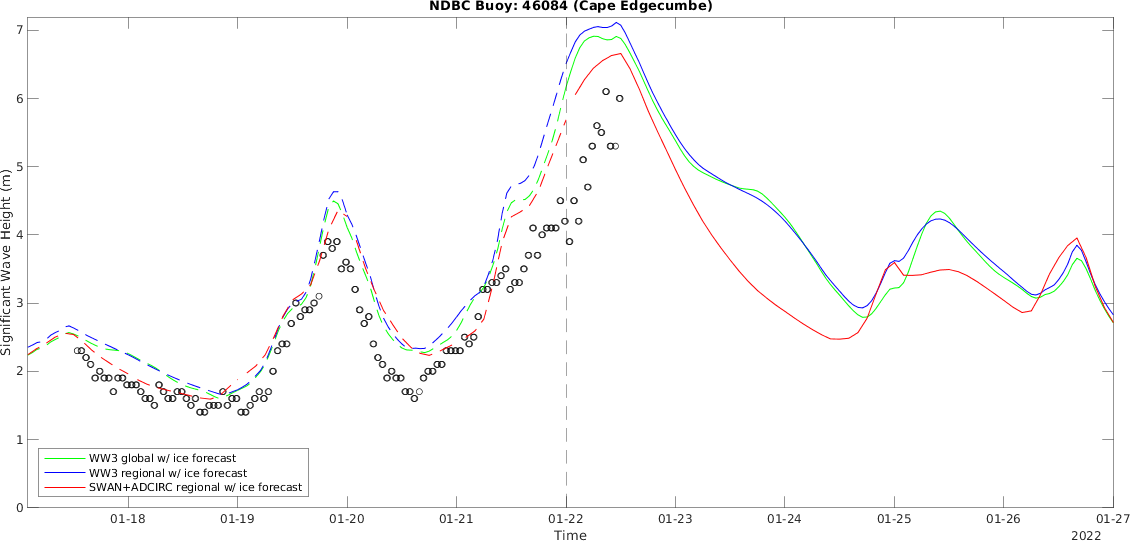 NDBC Buoy: 46084 (Cape Edgecumbe)
Significant Wave Height (m)
7
6
5
4
3
2
1
0
WW3 global w/ ice forecast
WW3 regional w/ ice forecast
SWAN+ADCIRC regional w/ ice forecast
01-18 01-19 01-20 01-21 01-22 01-23 01-24 01-25 01-26 01-27
Time
2022